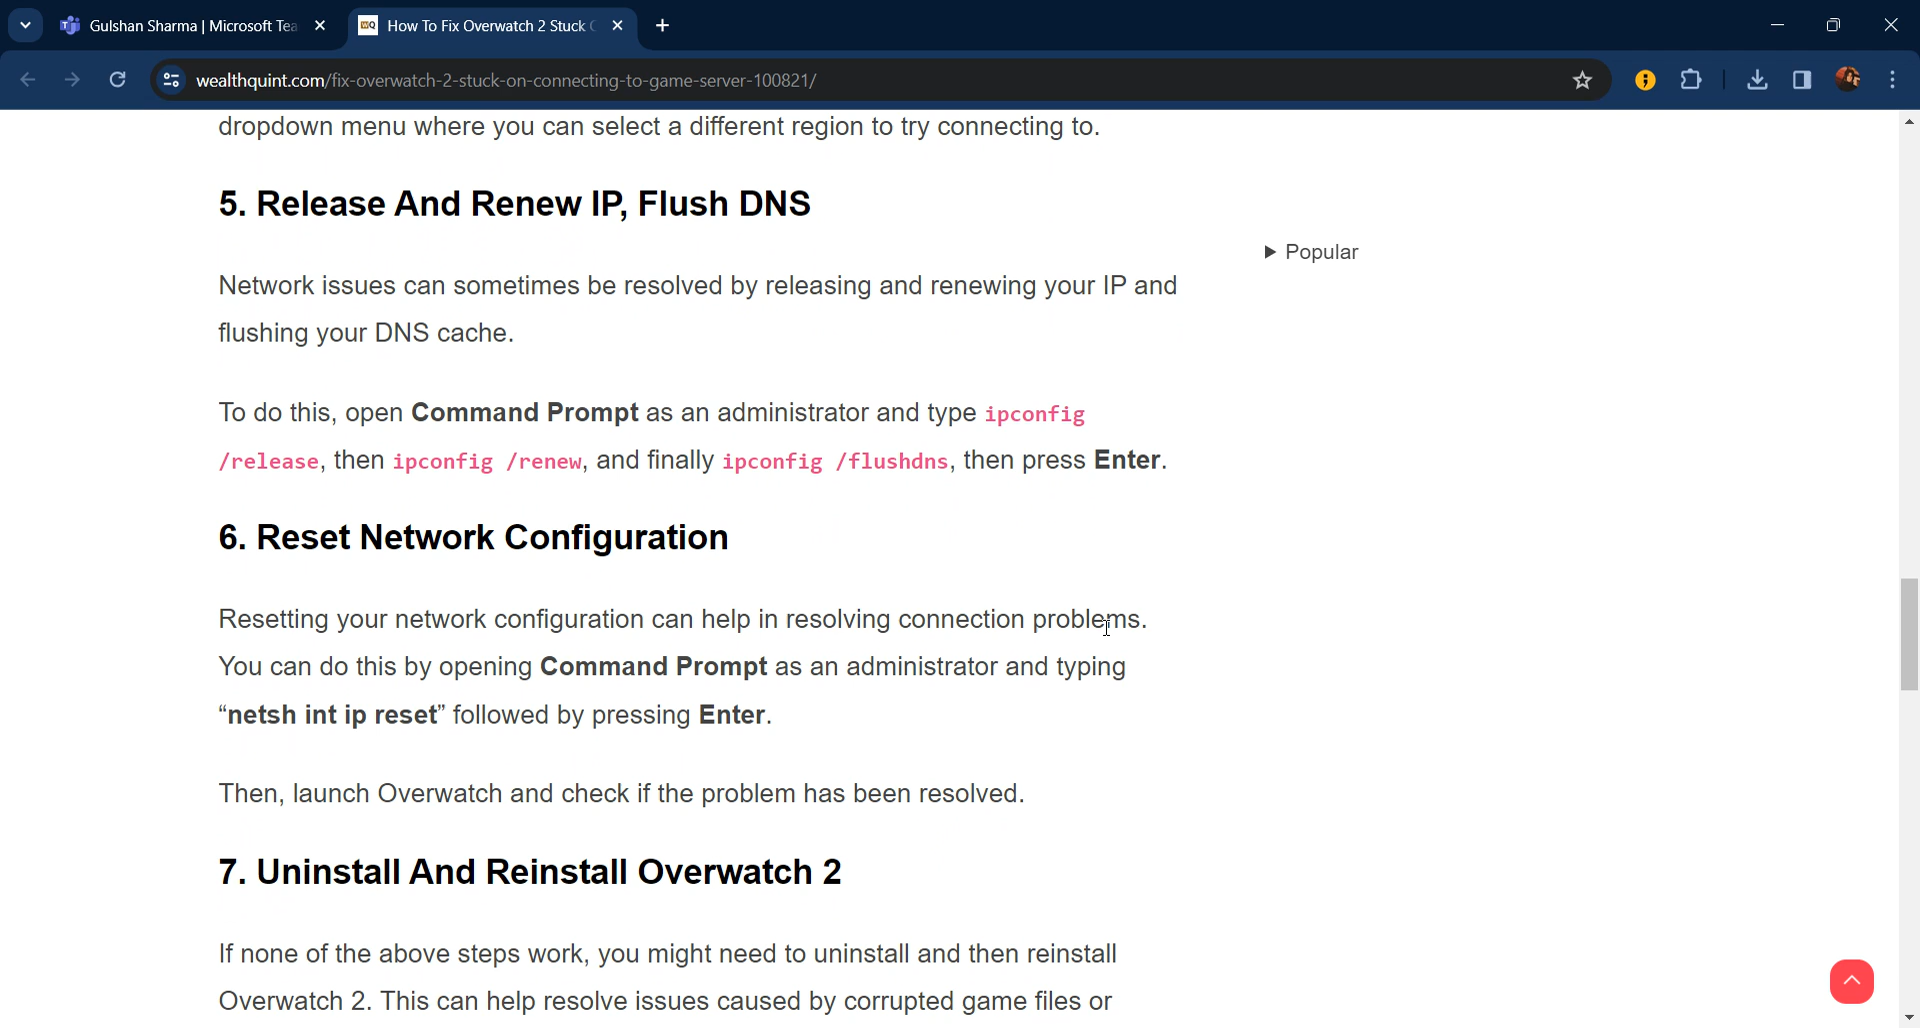 Gulshan Sharma | Microsoft Tea
How To Fix Overwatch 2 Stuck
wealthquint.com/fix-overwatch-2-stuck-on-connecting-to-game-server-100821/
dropdown menu where you can select a different region to try connecting to.
5. Release And Renew IP, Flush DNS
Popular
Network issues can sometimes be resolved by releasing and renewing your IP and
flushing your DNS cache.
To do this, open Command Prompt as an administrator and type ipconfig
/release, then ipconfig /renew, and finally ipconfig /flushdns, then press Enter.
6. Reset Network Configuration
Resetting your network configuration can help in resolving connection problems.
You can do this by opening Command Prompt as an administrator and typing
“netsh int ip reset” followed by pressing Enter.
Then, launch Overwatch and check if the problem has been resolved.
7. Uninstall And Reinstall Overwatch 2
If none of the above steps work, you might need to uninstall and then reinstall
Overwatch 2. This can help resolve issues caused by corrupted game files or